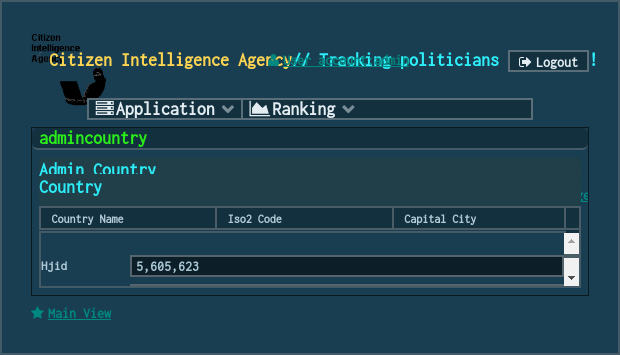 Citizen
Intelligence
Agency
Citizen Intelligence Agency// Tracking politicians !
Logout
Application
Ranking
admincountry
Admin Country
Country
Country Name
Iso2 Code
Capital City
Hjid
5,605,623
Main View